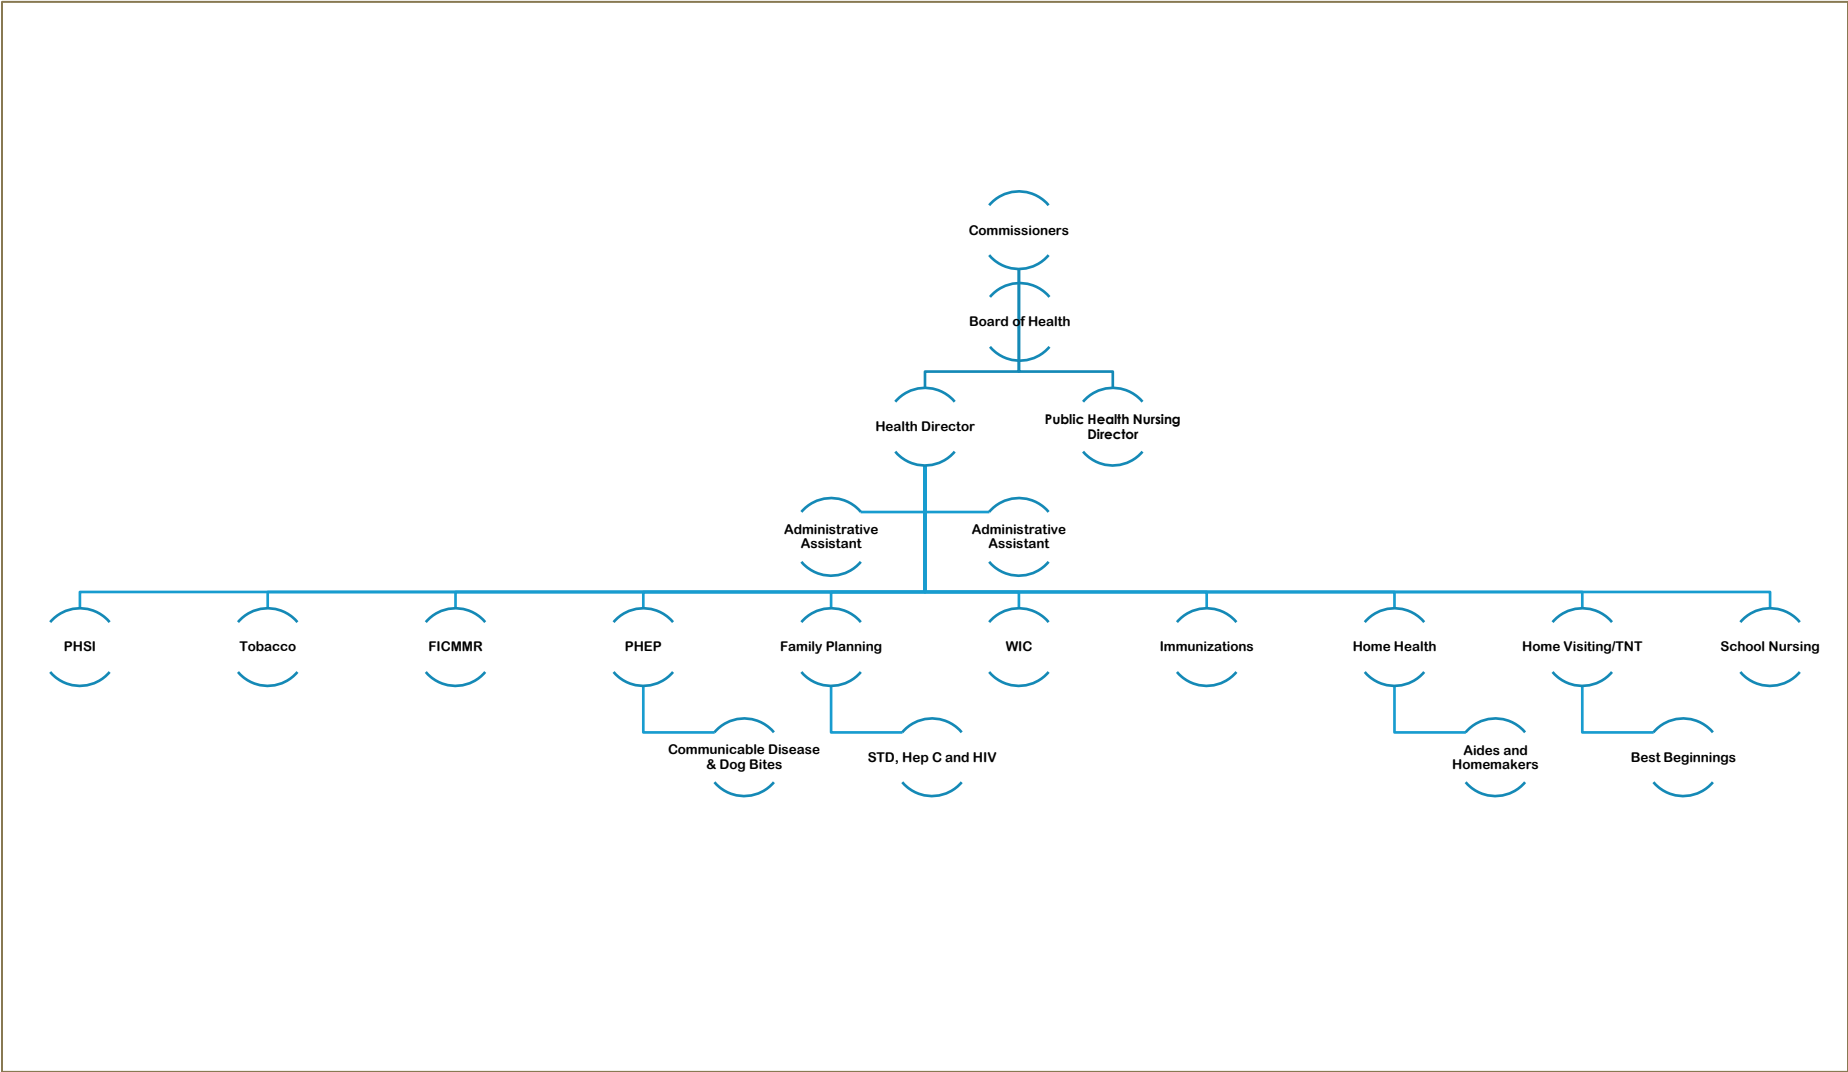 Commissioners
Board of Health
Health Director
Public Health Nursing
Director
Administrative
Assistant
Administrative
Assistant
PHSI
Tobacco
FICMMR
PHEP
Family Planning
WIC
Immunizations
Home Health
Home Visiting/TNT
School Nursing
Communicable Disease
& Dog Bites
STD, Hep C and HIV
Aides and
Homemakers
Best Beginnings